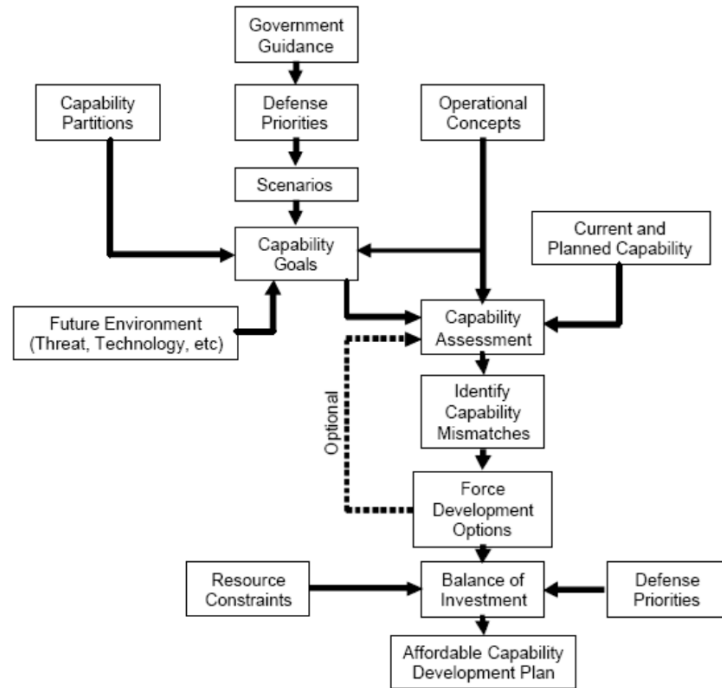 Government
Guidance
Capability
Partitions
Defense
Priorities
Operational
Concepts
Scenarios
Capability
Goals
Current and
Planned Capability
Future Environment
(Threat, Technology, etc)
Capability
Assessment
Optional
Identify
Capability
Mismatches
Force
Development
Options
Resource
Constraints
Balance of
Investment
Defense
Priorities
Affordable Capability
Development Plan